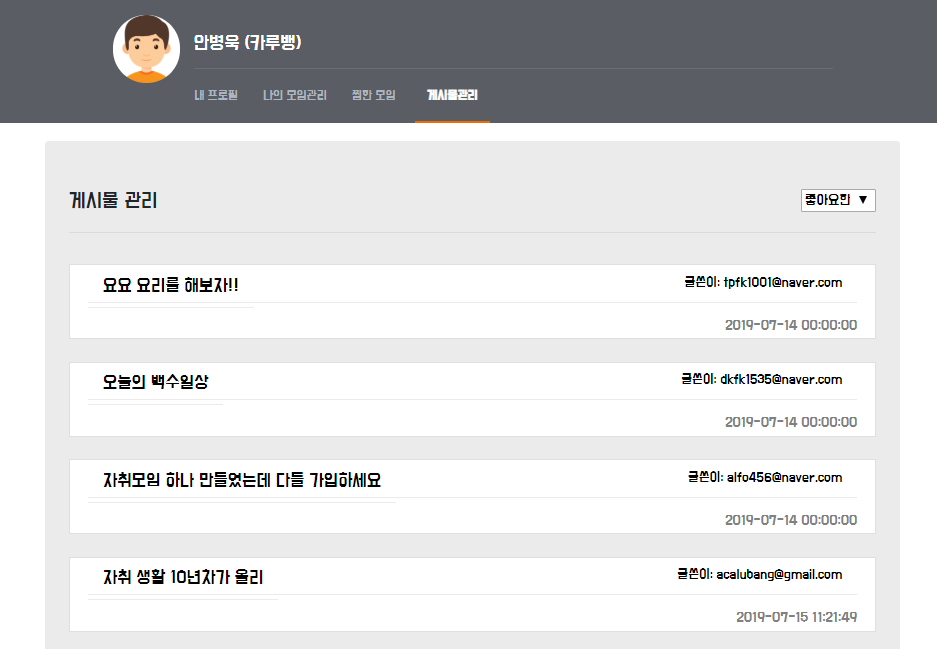 안병욱 (카루뱅)
내 프로필 나의 모임관리 찜한 모임 게시물관리
게시물 관리
좋아요한 ▼
요요 요리를 해보자!!
글쓴이: tpfk1001@naver.com
2019-07-14 00:00:00
오늘의 백수일상
글쓴이: dkfk1535@naver.com
2019-07-14 00:00:00
자취모임 하나 만들었는데 다들 가입하세요
글쓴이: alfo456@naver.com
2019-07-14 00:00:00
자취 생활 10년차가 올리
글쓴이: acalubang@gmail.com
2019-07-15 11:21:49